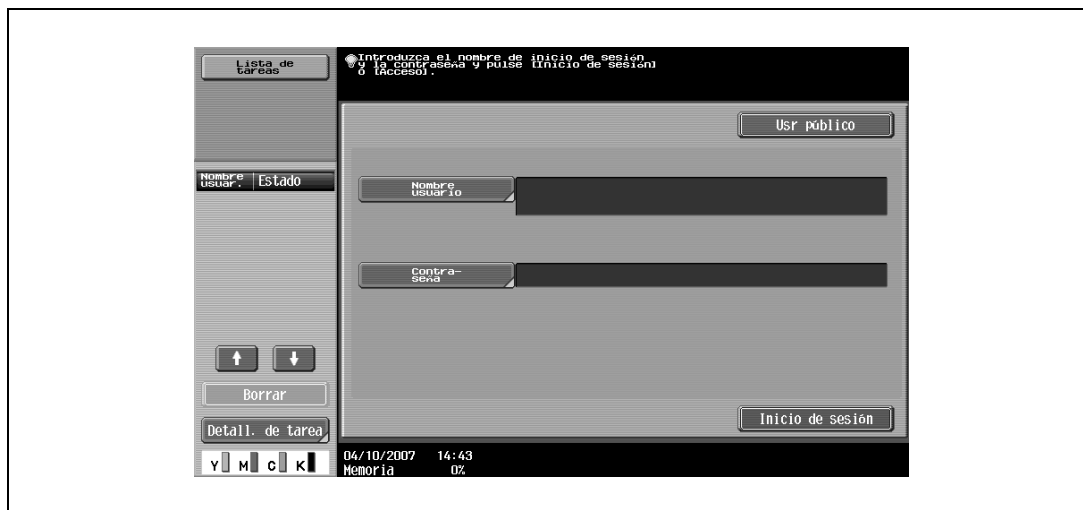 Lista de
tareas
Introduzca el nombre de inicio de sesión
y la contraseña y pulse [Inicio de sesión]
o [Acceso].
Usr público
Nombre
usuar.
Estado
Nombre
usuario
Contra-
seña
Borrar
Detall. de tarea
Inicio de sesión
Y M C K
04/10/2007 14:43
Memoria 0%